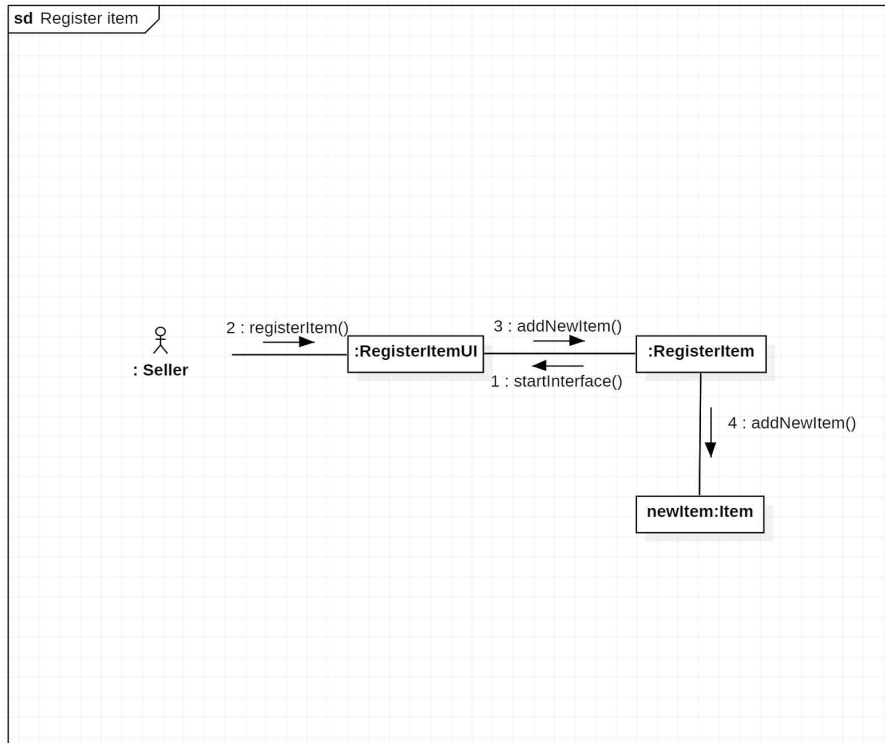 sd Register item
2 : registerItem()
3 : addNewItem()
: Seller
:RegisterItemUI
:RegisterItem
1 : startInterface()
4 : addNewItem()
newItem:Item